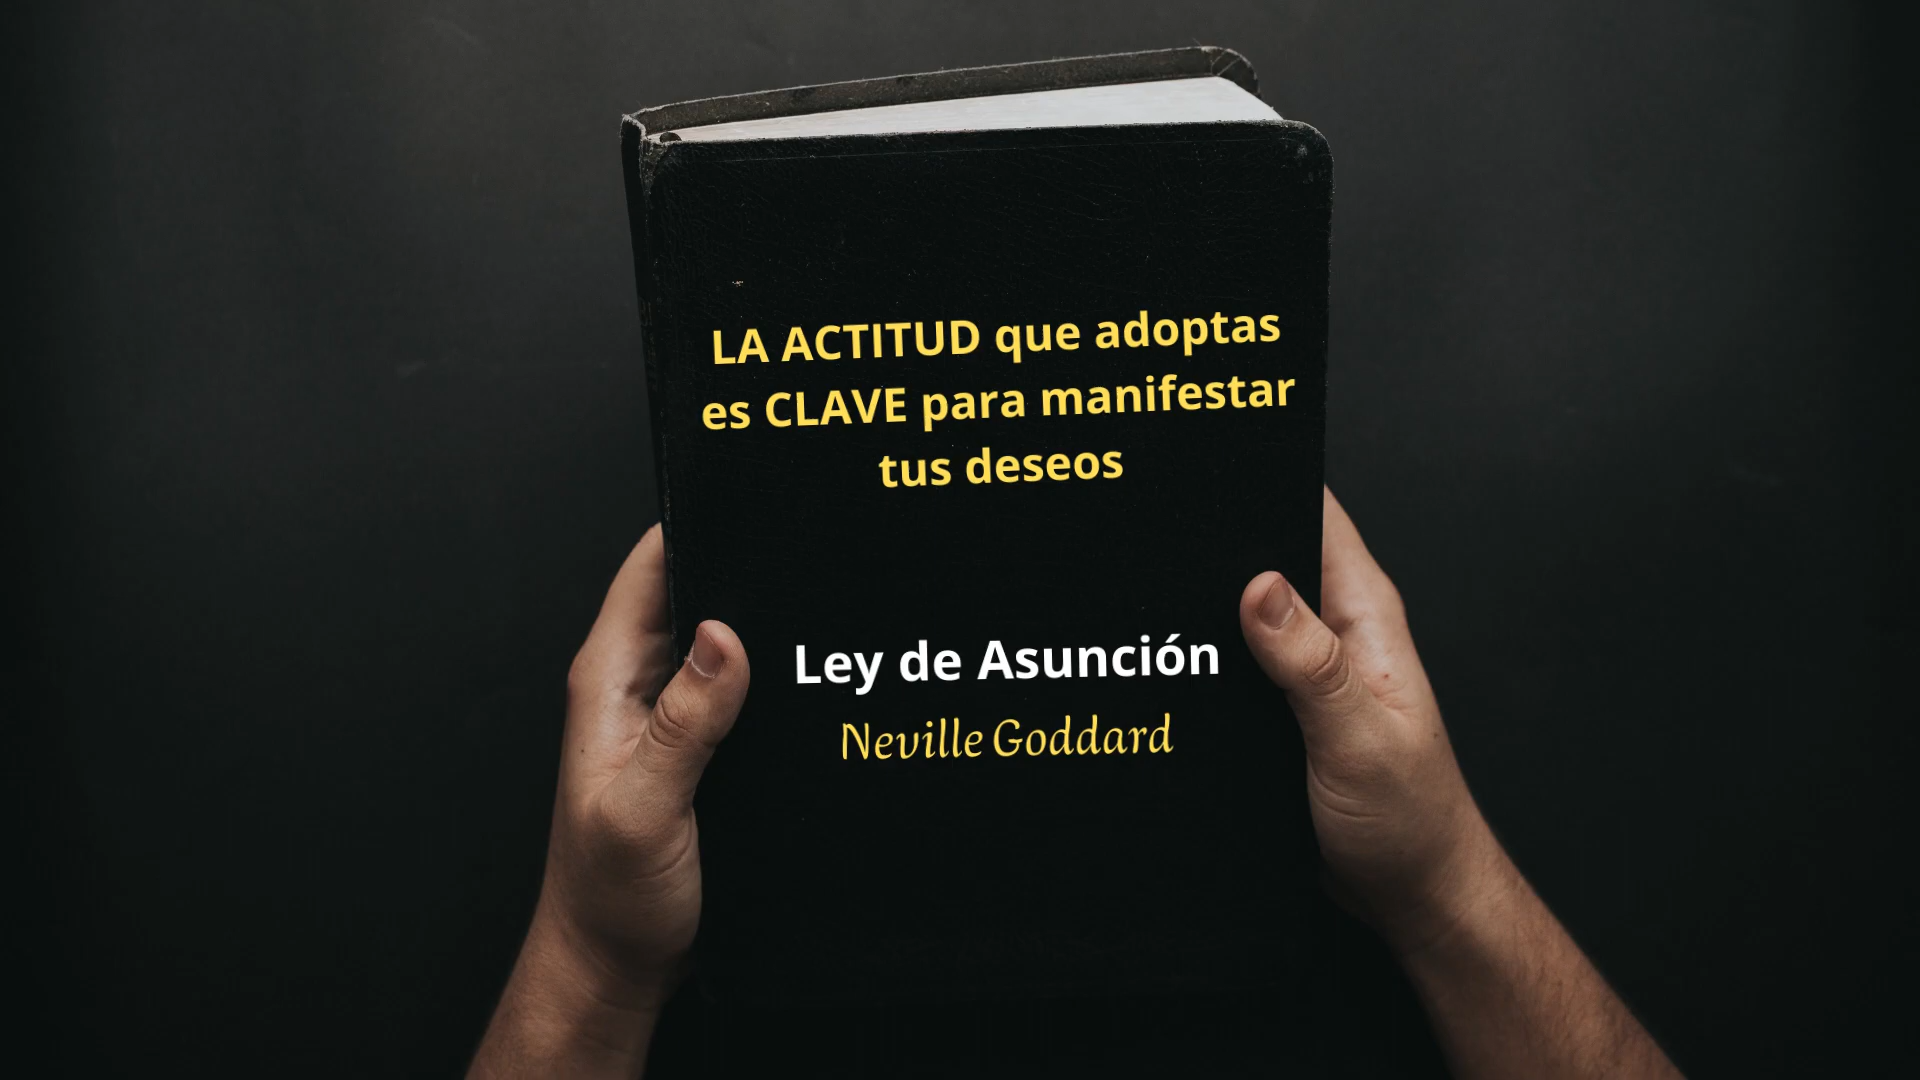 LA ACTITUD que adoptas
es CLAVE para manifestar
tus deseos
Ley de Asunción
Neville Goddard